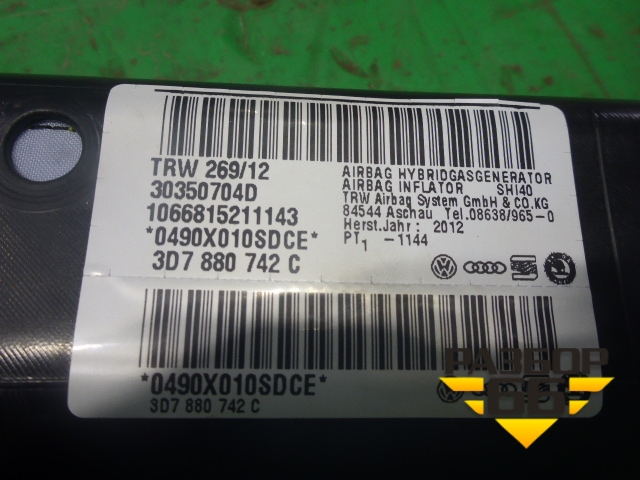 TRW 269/12
30350704D
1066815211143
*0490X010SDCE*
3D7 880 742 C
AIRBAG HYBRIDGASGENERATOR
AIRBAG INFLATOR SHI40
TRW Airbag System GmbH & CO.KG
84544 Aschau Tel.08638/965-0
Herst.Jahr: 2012
PT1 -1144
*0490X010SDCE*
3D7 880 742 C
РАЗБОР
66